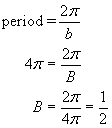 period = 2π/b
4π = 2π/B
B = 2π/4π = 1/2